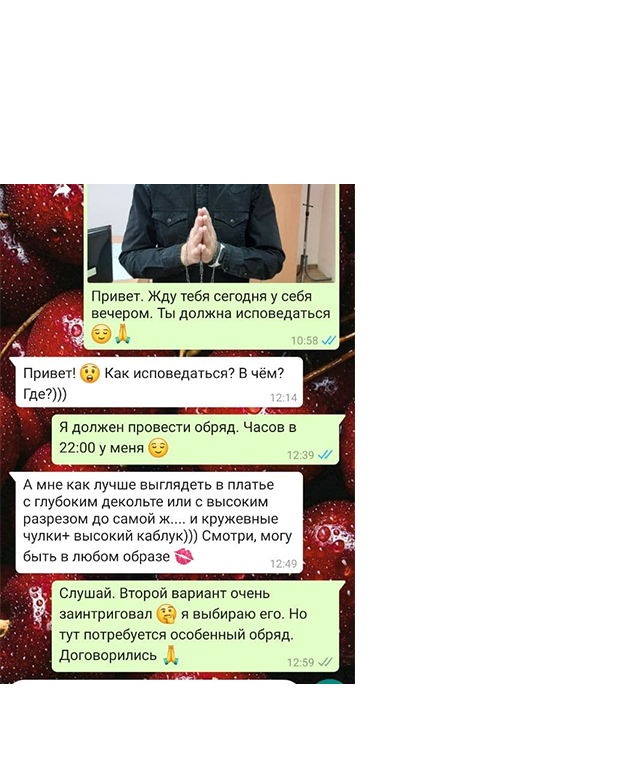 Привет. Жду тебя сегодня у себя
вечером. Ты должна исповедаться
😌🙏 10:58
Привет! 😲 Как исповедаться? В чём?
Где?)))
12:14
Я должен провести обряд. Часов в
22:00 у меня 😌 12:39
А мне как лучше выглядеть в платье
с глубоким декольте или с высоким
разрезом до самой ж.... и кружевные
чулки+ высокий каблук))) Смотри, могу
быть в любом образе 💋 12:49
Слушай. Второй вариант очень
заинтриговал 🤔 я выбираю его. Но
тут потребуется особенный обряд.
Договорились 🙏 12:59